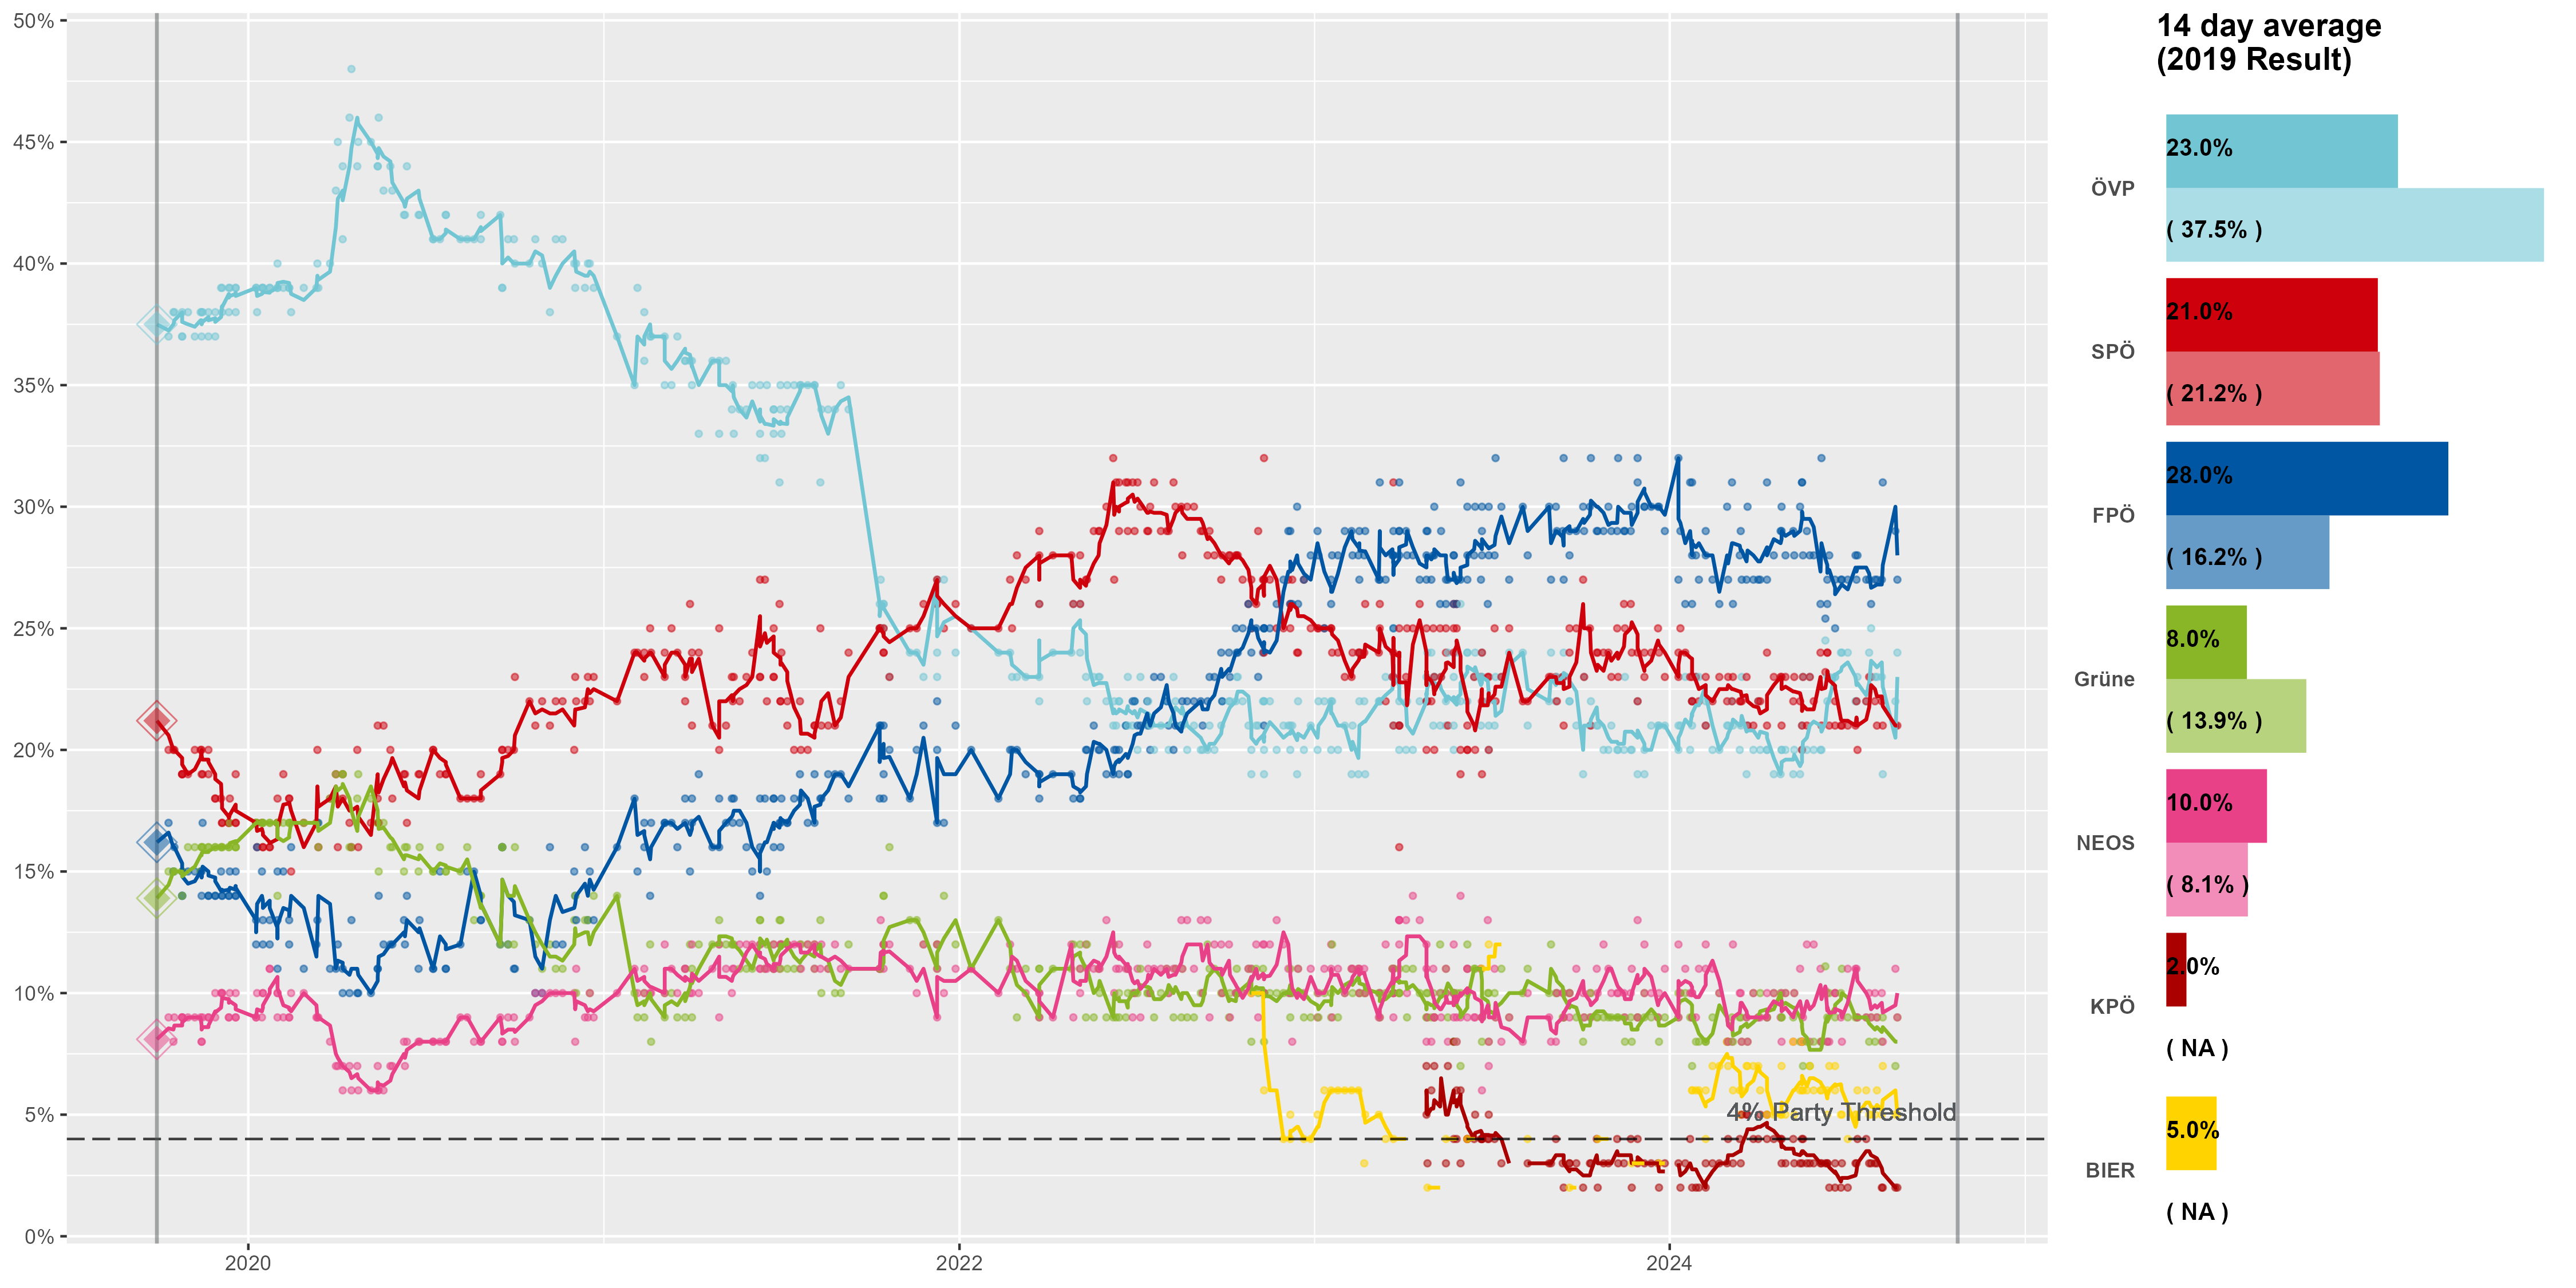 50%
45%
40%
35%
30%
25%
20%
15%
10%
5%
0%
2020
2022
2024
4% Party Threshold
14 day average
(2019 Result)
ÖVP
23.0%
( 37.5% )
SPÖ
21.0%
( 21.2% )
FPÖ
28.0%
( 16.2% )
Grüne
8.0%
( 13.9% )
NEOS
10.0%
( 8.1% )
KPÖ
2.0%
( NA )
BIER
5.0%
( NA )